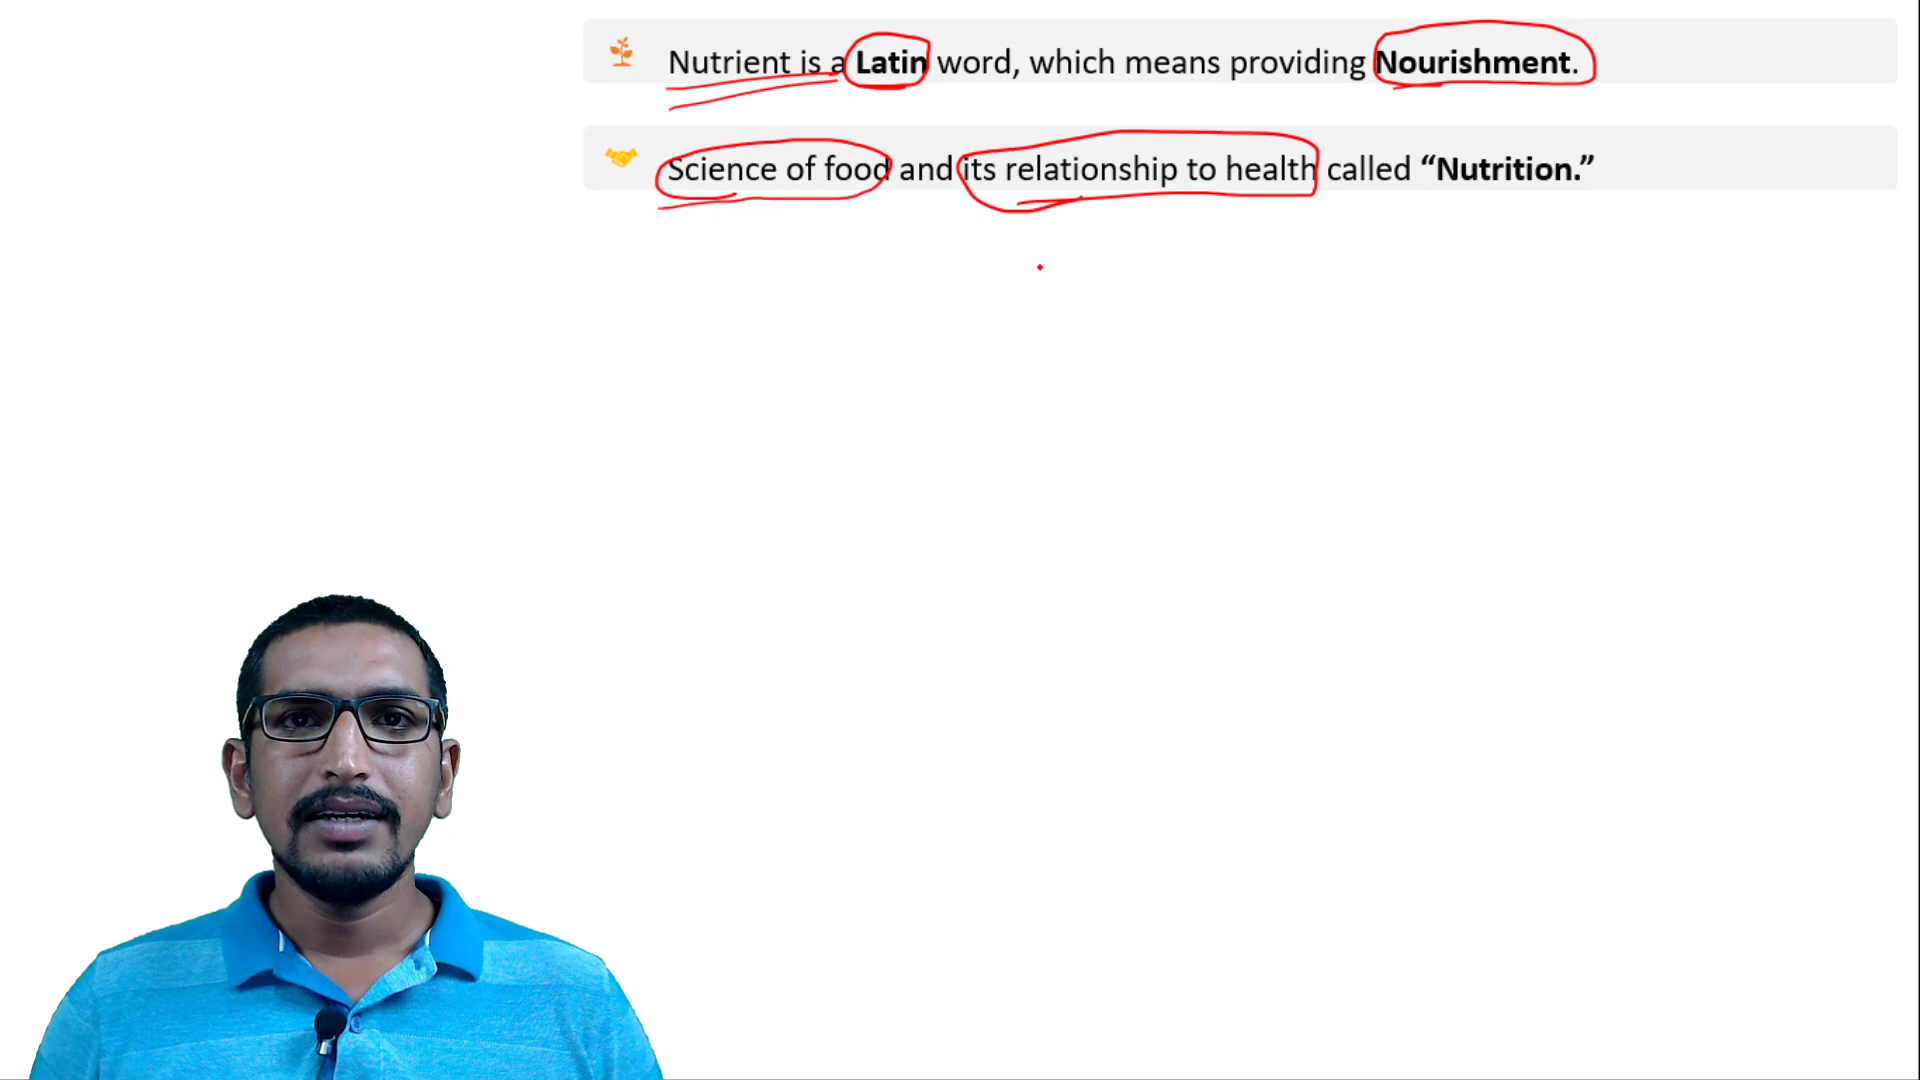 Nutrient is a Latin word, which means providing Nourishment.
Science of food and its relationship to health called “Nutrition.”